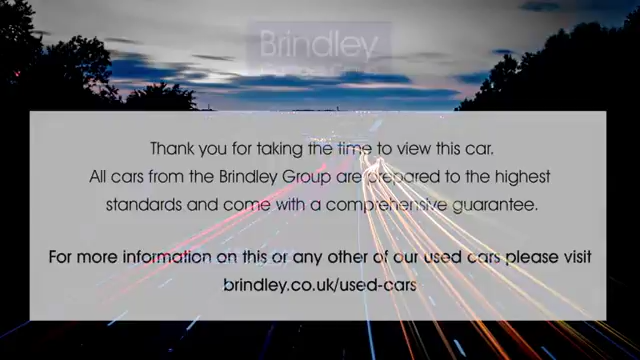 Brindley
Thank you for taking the time to view this car.
All cars from the Brindley Group are prepared to the highest
standards and come with a comprehensive guarantee.
For more information on this or any other of our used cars please visit
brindley.co.uk/used-cars